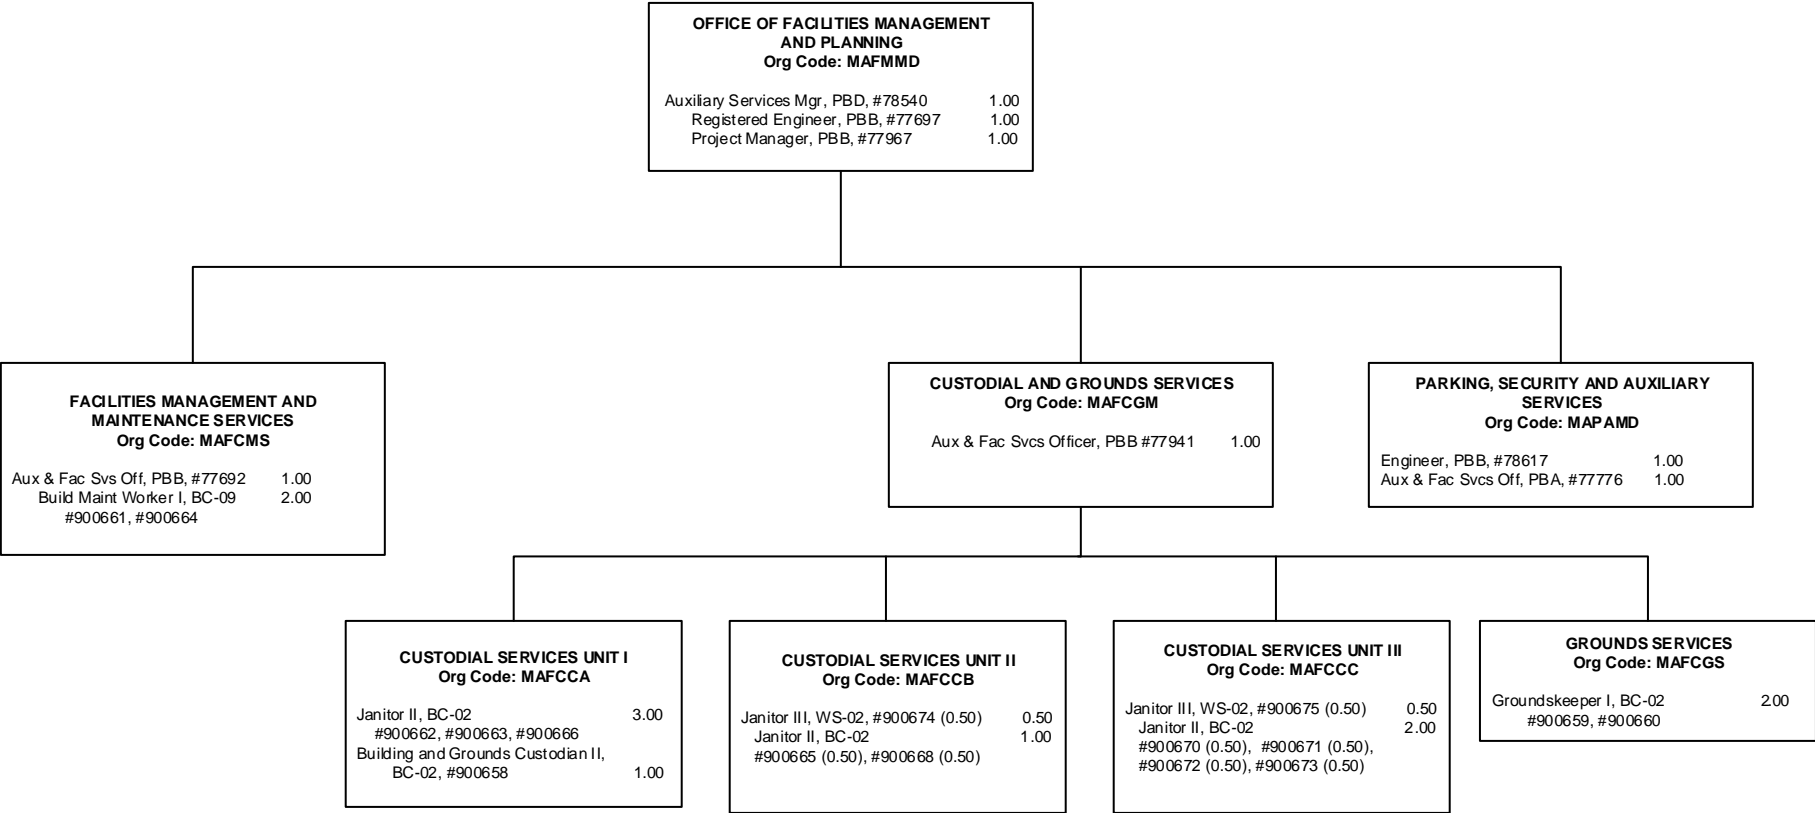 OFFICE OF FACILITIES MANAGEMENT
AND PLANNING
Org Code: MAFMMD
Auxiliary Services Mgr, PBD, #78540 1.00
Registered Engineer, PBB, #77697 1.00
Project Manager, PBB, #77967 1.00
FACILITIES MANAGEMENT AND
MAINTENANCE SERVICES
Org Code: MAFCMS
Aux & Fac Svs Off, PBB, #77692 1.00
Build Maint Worker I, BC-09 2.00
#900661, #900664
CUSTODIAL AND GROUNDS SERVICES
Org Code: MAFCGM
Aux & Fac Svcs Officer, PBB #77941 1.00
PARKING, SECURITY AND AUXILIARY
SERVICES
Org Code: MAPAMD
Engineer, PBB, #78617 1.00
Aux & Fac Svcs Off, PBA, #77776 1.00
CUSTODIAL SERVICES UNIT I
Org Code: MAFCCA
Janitor II, BC-02 3.00
#900662, #900663, #900666
Building and Grounds Custodian II,
BC-02, #900658 1.00
CUSTODIAL SERVICES UNIT II
Org Code: MAFCCB
Janitor III, WS-02, #900674 (0.50) 0.50
Janitor II, BC-02 1.00
#900665 (0.50), #900668 (0.50)
CUSTODIAL SERVICES UNIT III
Org Code: MAFCCC
Janitor III, WS-02, #900675 (0.50) 0.50
Janitor II, BC-02 2.00
#900670 (0.50), #900671 (0.50),
#900672 (0.50), #900673 (0.50)
GROUNDS SERVICES
Org Code: MAFCGS
Groundskeeper I, BC-02 2.00
#900659, #900660